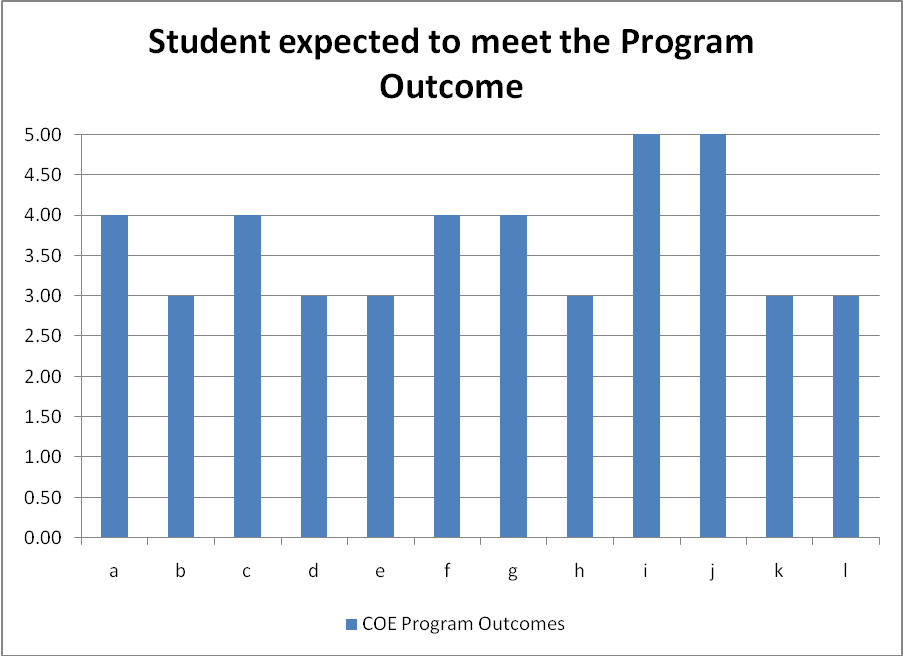 Student expected to meet the Program
Outcome
5.00
4.50
4.00
3.50
3.00
2.50
2.00
1.50
1.00
0.50
0.00
a b c d e f g h i j k l
COE Program Outcomes